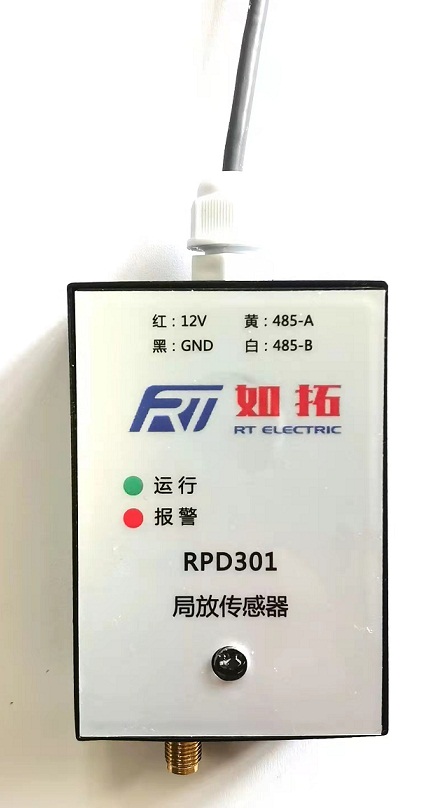 红：12V 黄：485-A
黑：GND 白：485-B
RT 如拓
RT ELECTRIC
运行
报警
RPD301
局放传感器